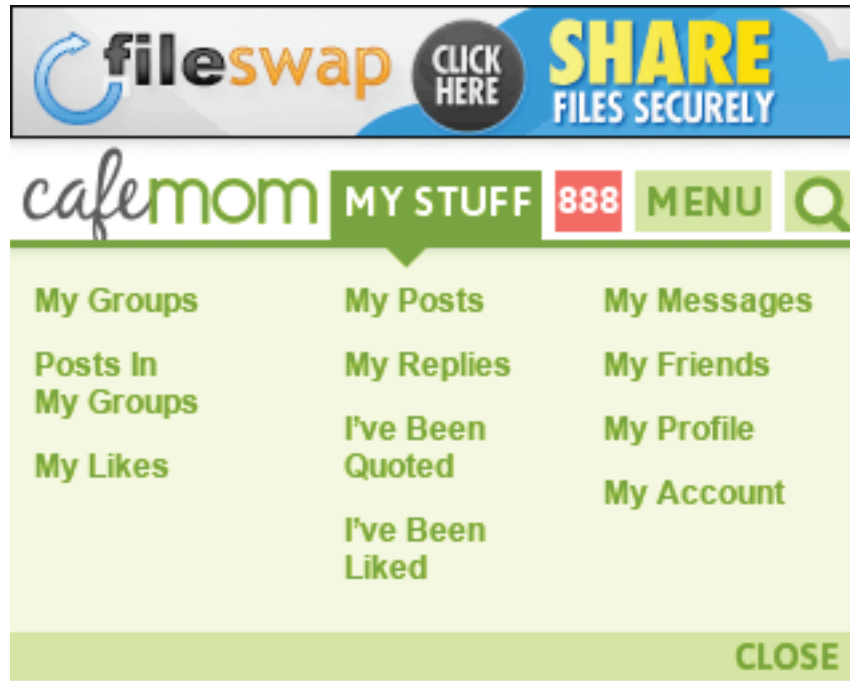 fileswap CLICK HERE SHARE
FILES SECURELY
cafemom MY STUFF 888 MENU
My Groups
Posts In
My Groups
My Likes
My Posts
My Replies
I've Been
Quoted
I've Been
Liked
My Messages
My Friends
My Profile
My Account
CLOSE